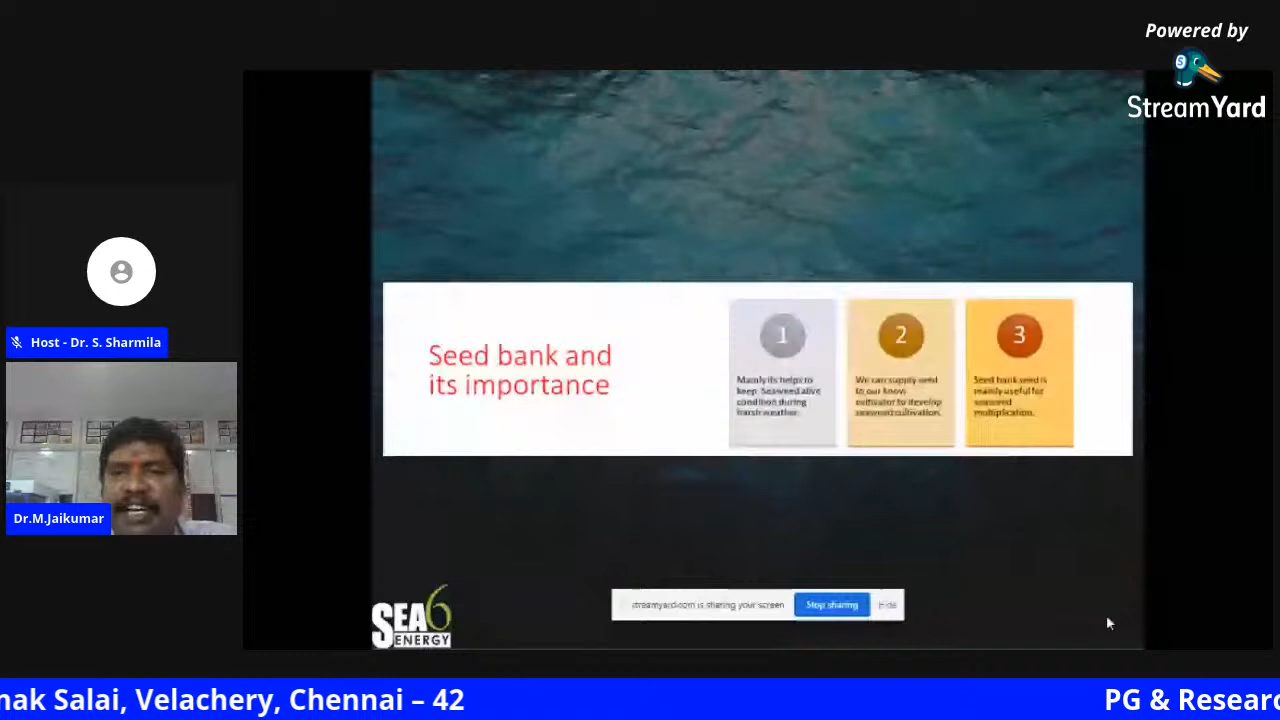 Powered by
StreamYard
Host - Dr. S. Sharmila
Dr.M.Jaikumar
Seed bank and
its importance
1
Mainly its helps to
keep Seaweed alive
condition during
harsh weather.
2
We can supply seed
to our know
cultivator to develop
seaweed cultivation.
3
Seed bank seed is
mainly useful for
seaweed
multiplication.
SEA6
ENERGY
streamyard.com is sharing your screen
Stop sharing
Hide
nak Salai, Velachery, Chennai – 42
PG & Researc